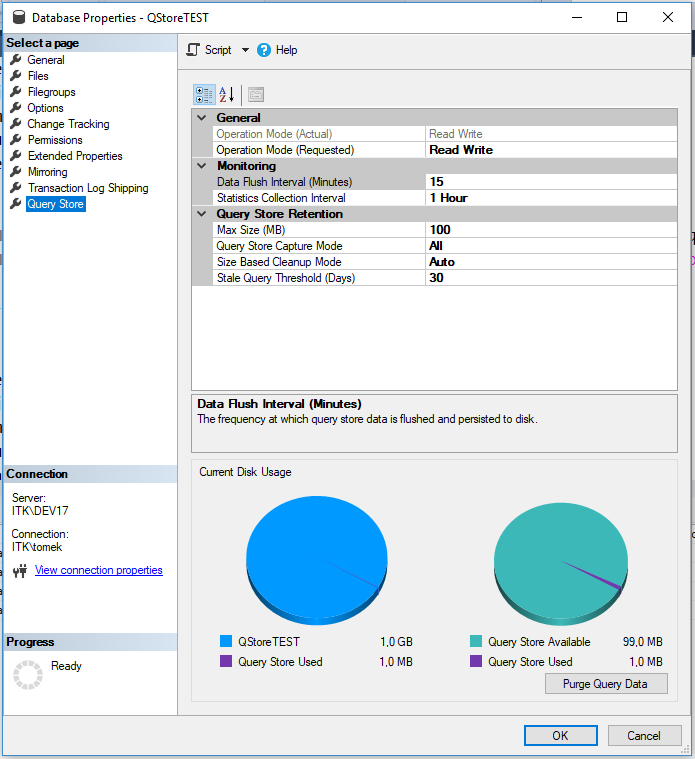 Database Properties - QStoreTEST
Select a page
General
Files
Filegroups
Options
Change Tracking
Permissions
Extended Properties
Mirroring
Transaction Log Shipping
Query Store
Script
Help
General
Operation Mode (Actual) Read Write
Operation Mode (Requested) Read Write
Monitoring
Data Flush Interval (Minutes) 15
Statistics Collection Interval 1 Hour
Query Store Retention
Max Size (MB) 100
Query Store Capture Mode All
Size Based Cleanup Mode Auto
Stale Query Threshold (Days) 30
Data Flush Interval (Minutes)
The frequency at which query store data is flushed and persisted to disk.
Connection
Server:
ITK\DEV17
Connection:
ITK\tomek
View connection properties
Progress
Ready
Current Disk Usage
QStoreTEST 1,0 GB
Query Store Used 1,0 MB
Query Store Available 99,0 MB
Query Store Used 1,0 MB
Purge Query Data
OK
Cancel